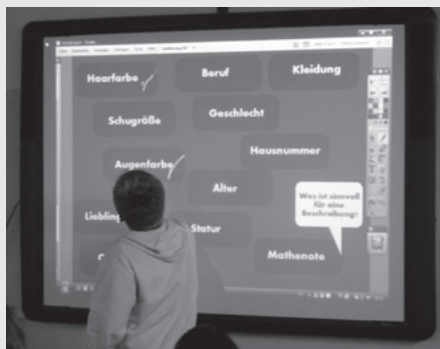 Haarfarbe
Beruf
Kleidung
Schugröße
Geschlecht
Hausnummer
Augenfarbe
Alter
Was ist sinnvoll
für eine
Beschreibung?
Statur
Mathenote